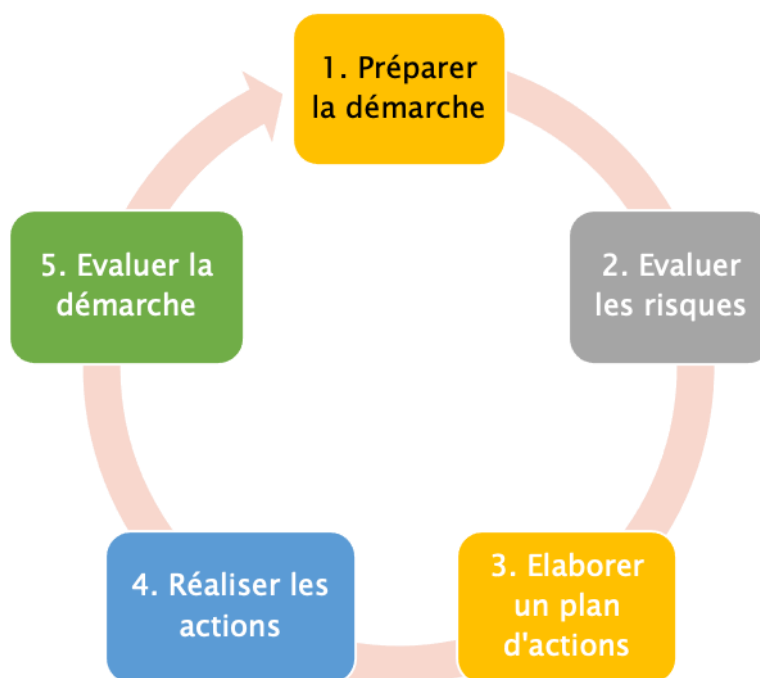 1. Préparer
la démarche
2. Evaluer
les risques
3. Elaborer
un plan
d'actions
4. Réaliser les
actions
5. Evaluer la
démarche